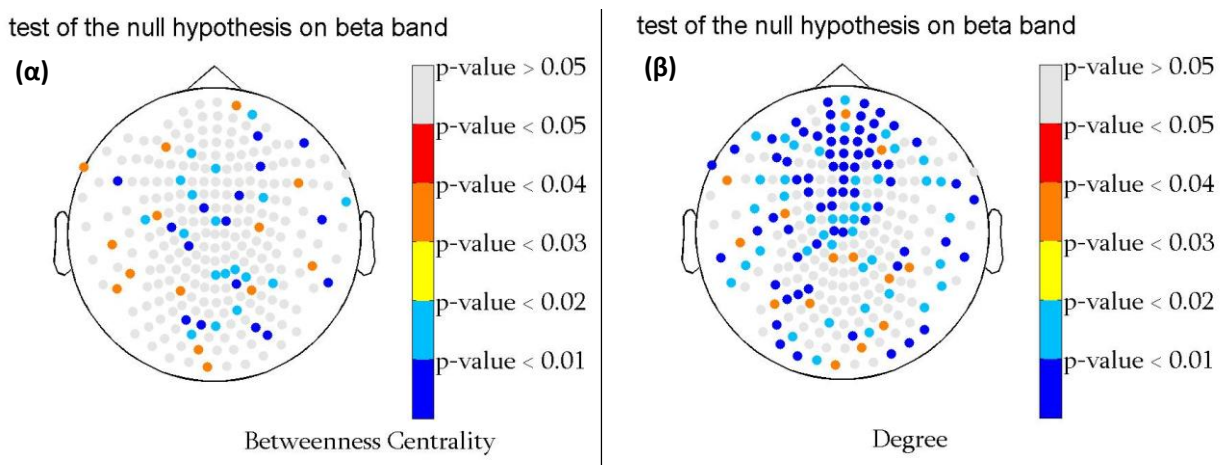 test of the null hypothesis on beta band
(α)
p-value > 0.05
p-value < 0.05
p-value < 0.04
p-value < 0.03
p-value < 0.02
p-value < 0.01
Betweenness Centrality
test of the null hypothesis on beta band
(β)
p-value > 0.05
p-value < 0.05
p-value < 0.04
p-value < 0.03
p-value < 0.02
p-value < 0.01
Degree